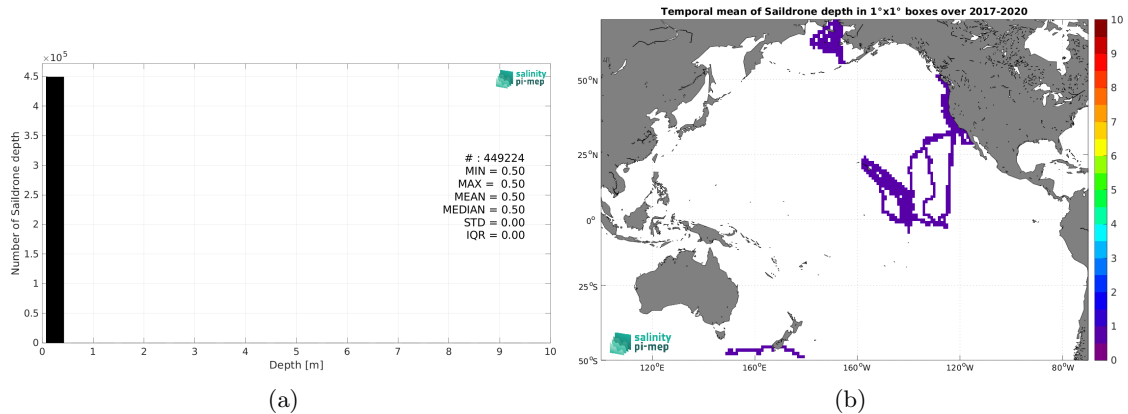 Temporal mean of Saildrone depth in 1°x1° boxes over 2017-2020
×10⁵
4.5
4
3.5
3
2.5
2
1.5
1
0.5
0
Number of Saildrone depth
salinity
pi-mep
# : 449224
MIN = 0.50
MAX = 0.50
MEAN = 0.50
MEDIAN = 0.50
STD = 0.00
IQR = 0.00
0 1 2 3 4 5 6 7 8 9 10
Depth [m]
(a)
50°N
25°N
0°
25°S
50°S
salinity
pi-mep
120°E 160°E 160°W 120°W 80°W
10
9
8
7
6
5
4
3
2
1
0
(b)